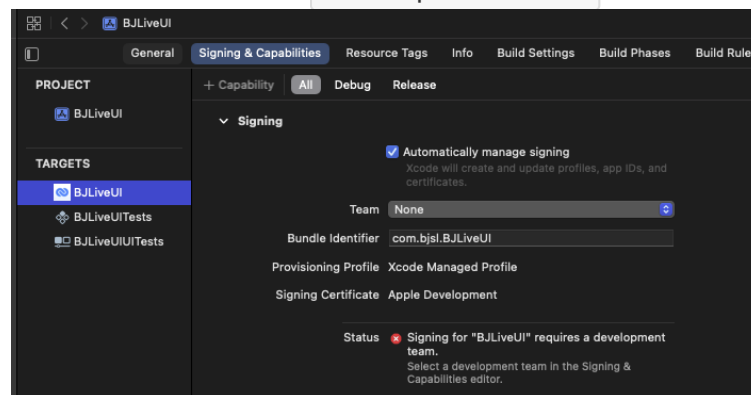 BJLiveUI
General Signing & Capabilities Resource Tags Info Build Settings Build Phases Build Rule
PROJECT
BJLiveUI
TARGETS
BJLiveUI
BJLiveUITests
BJLiveUIUITests
+ Capability All Debug Release
Signing
Automatically manage signing
Xcode will create and update profiles, app IDs, and
certificates.
Team None
Bundle Identifier com.bjsl.BJLiveUI
Provisioning Profile Xcode Managed Profile
Signing Certificate Apple Development
Status Signing for "BJLiveUI" requires a development
team.
Select a development team in the Signing &
Capabilities editor.